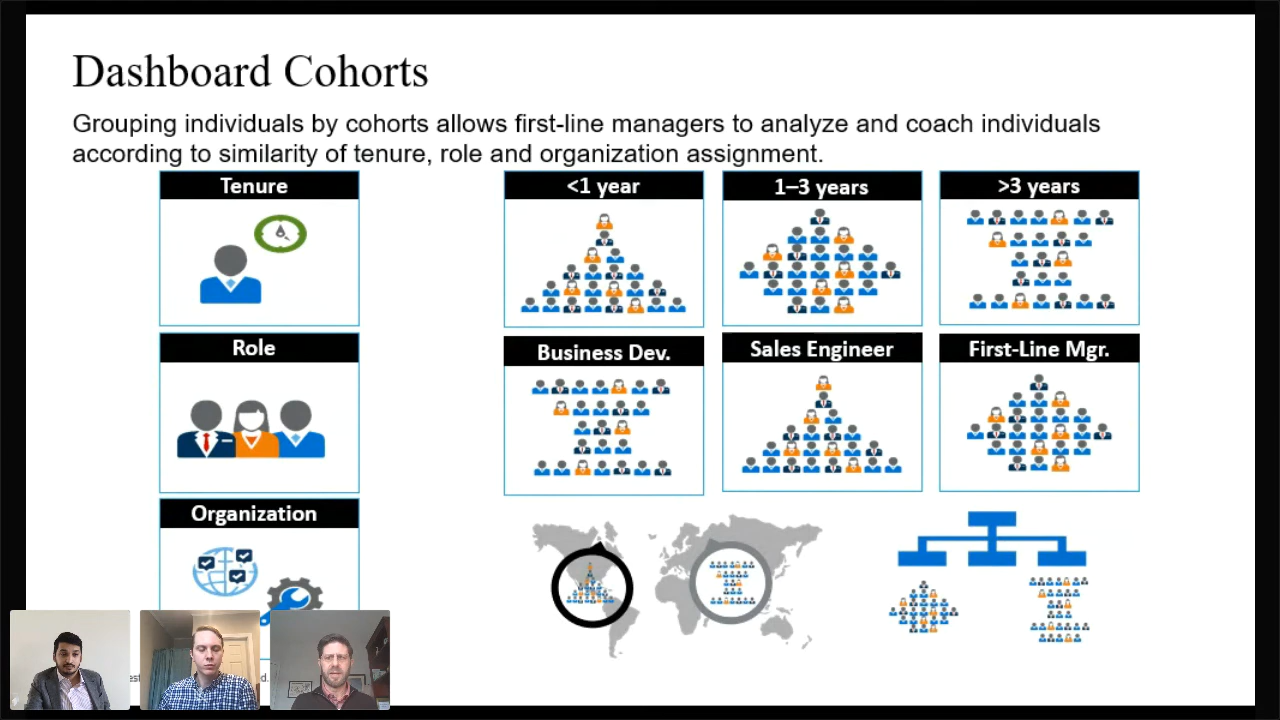 Dashboard Cohorts
Grouping individuals by cohorts allows first-line managers to analyze and coach individuals
according to similarity of tenure, role and organization assignment.
Tenure
<1 year
1–3 years
>3 years
Role
Business Dev.
Sales Engineer
First-Line Mgr.
Organization